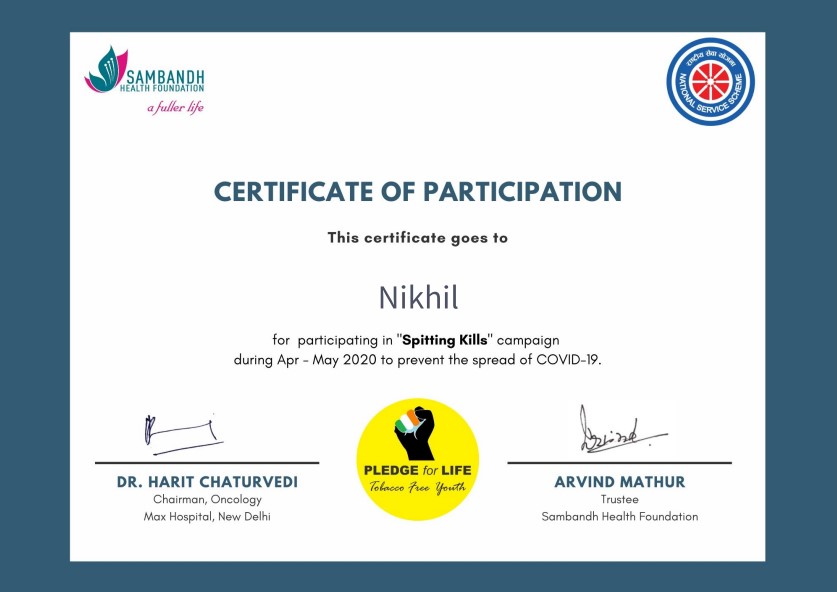 SAMBANDH
HEALTH FOUNDATION
a fuller life
राष्ट्रीय सेवा योजना
NATIONAL SERVICE SCHEME
CERTIFICATE OF PARTICIPATION
This certificate goes to
Nikhil
for participating in "Spitting Kills" campaign
during Apr - May 2020 to prevent the spread of COVID-19.
PLEDGE for LIFE
Tobacco Free Youth
DR. HARIT CHATURVEDI
Chairman, Oncology
Max Hospital, New Delhi
ARVIND MATHUR
Trustee
Sambandh Health Foundation